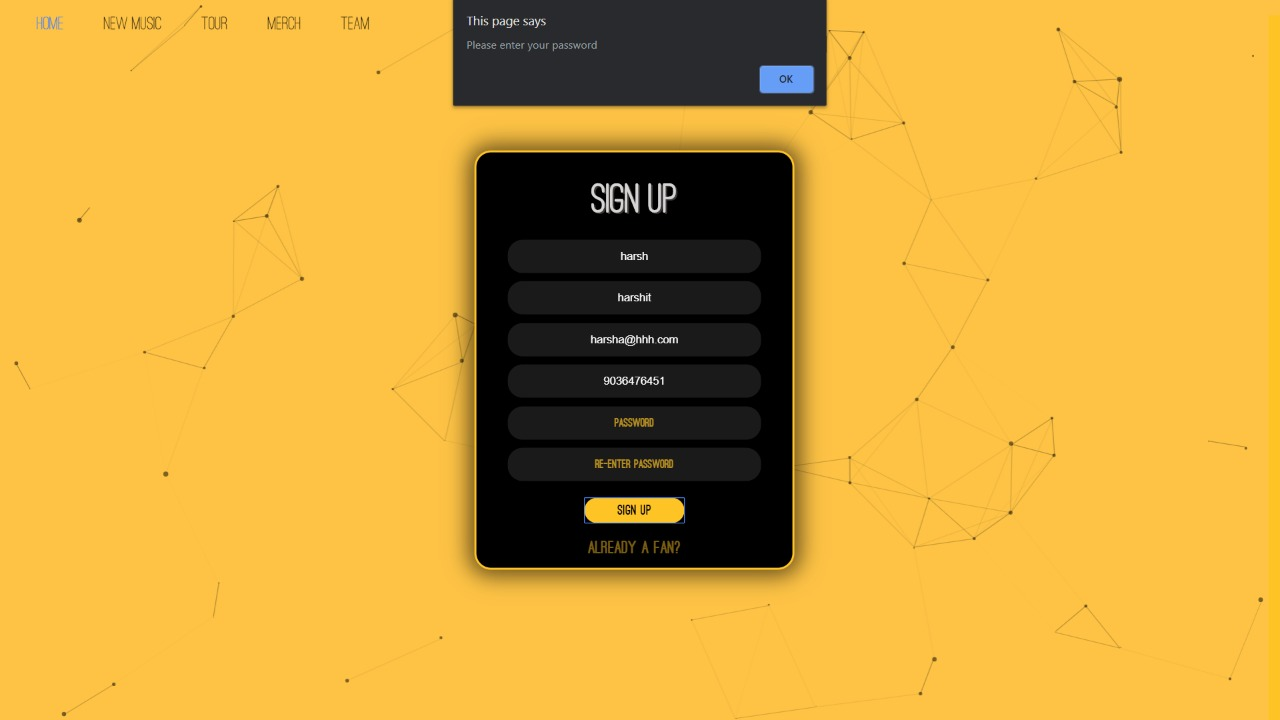 HOME NEW MUSIC TOUR MERCH TEAM
This page says
Please enter your password
OK
SIGN UP
harsh
harshit
harsha@hhh.com
9036476451
PASSWORD
RE-ENTER PASSWORD
SIGN UP
ALREADY A FAN?